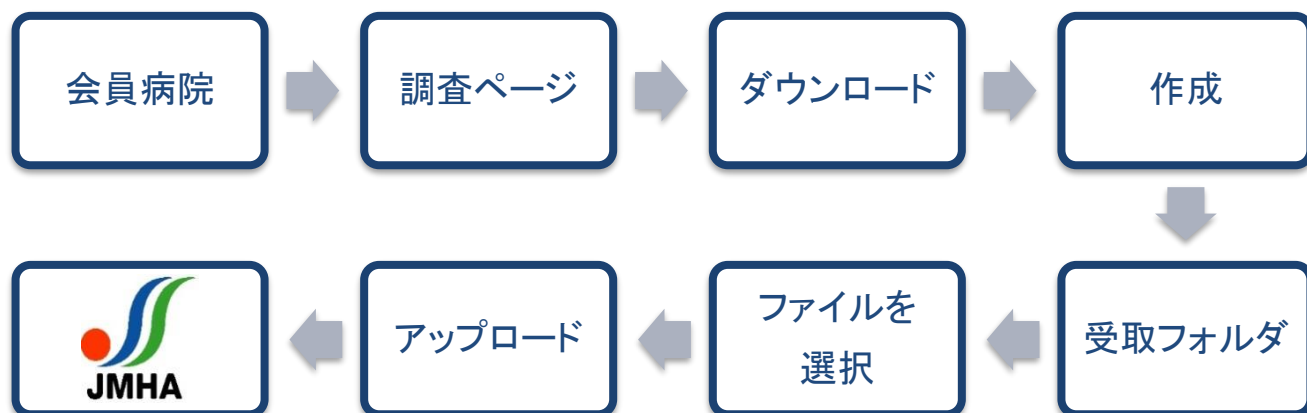 会員病院
調査ページ
ダウンロード
作成
受取フォルダ
ファイルを
選択
アップロード
JMHA